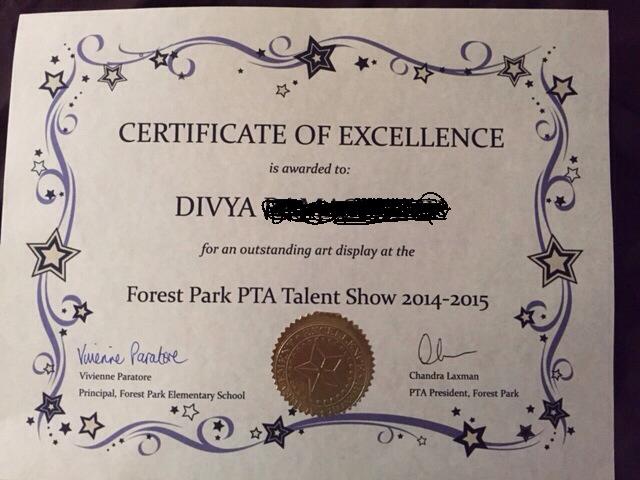 CERTIFICATE OF EXCELLENCE
is awarded to:
DIVYA
for an outstanding art display at the
Forest Park PTA Talent Show 2014-2015
Vivienne Paratore
Vivienne Paratore
Principal, Forest Park Elementary School
Chandra Laxman
PTA President, Forest Park